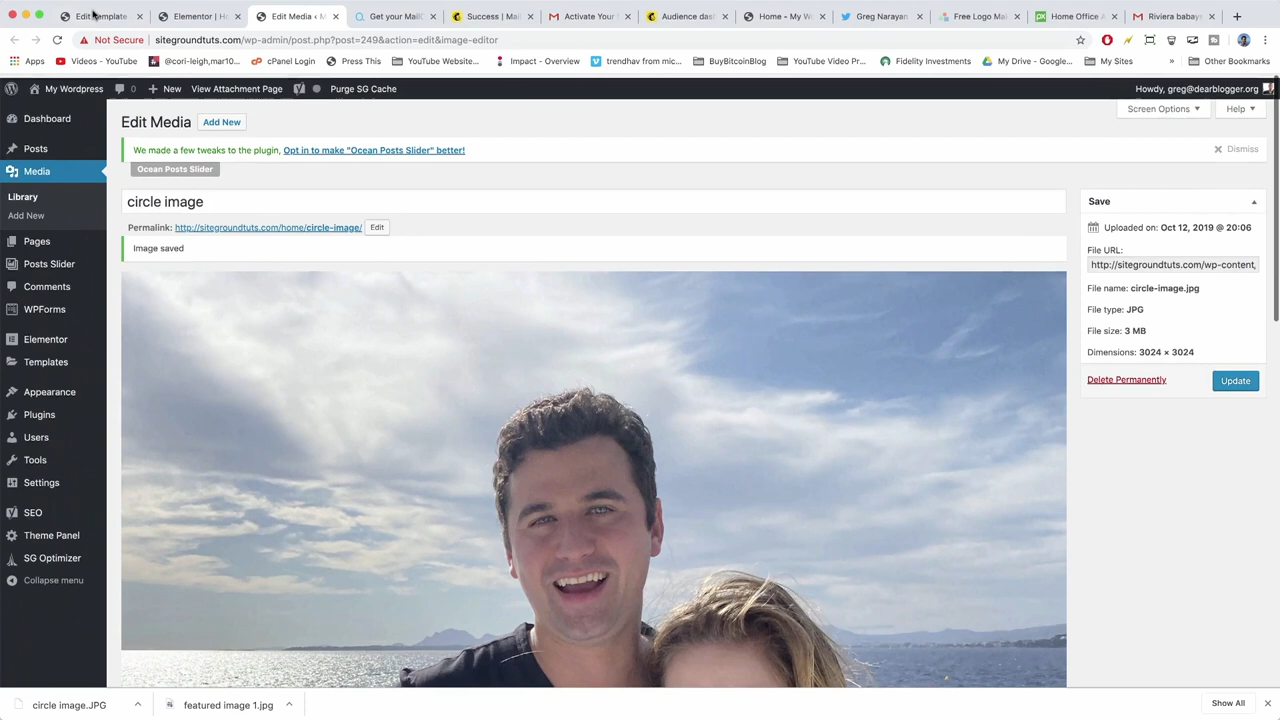 Edit Template
Elementor | Ho
Edit Media ‹ M
Get your MailC
Success | Mail
Activate Your
Audience das
Home – My W
Greg Narayan
Free Logo Mak
Home Office A
Riviera babay
Not Secure
sitegroundtuts.com/wp-admin/post.php?post=249&action=edit&image-editor
Apps
Videos - YouTube
@cori-leigh,mar10...
cPanel Login
Press This
YouTube Website...
Impact - Overview
trendhav from mic...
BuyBitcoinBlog
YouTube Video Pr...
Fidelity Investments
My Drive - Google...
My Sites
»
Other Bookmarks
My Wordpress
0
New
View Attachment Page
Purge SG Cache
Howdy, greg@dearblogger.org
Dashboard
Posts
Media
Library
Add New
Pages
Posts Slider
Comments
WPForms
Elementor
Templates
Appearance
Plugins
Users
Tools
Settings
SEO
Theme Panel
SG Optimizer
Collapse menu
Screen Options
Help
Edit Media
Add New
We made a few tweaks to the plugin, Opt in to make "Ocean Posts Slider" better!
Dismiss
Ocean Posts Slider
circle image
Permalink: http://sitegroundtuts.com/home/circle-image/ Edit
Image saved
Save
Uploaded on: Oct 12, 2019 @ 20:06
File URL:
http://sitegroundtuts.com/wp-content,
File name: circle-image.jpg
File type: JPG
File size: 3 MB
Dimensions: 3024 × 3024
Delete Permanently
Update
circle image.JPG
featured image 1.jpg
Show All